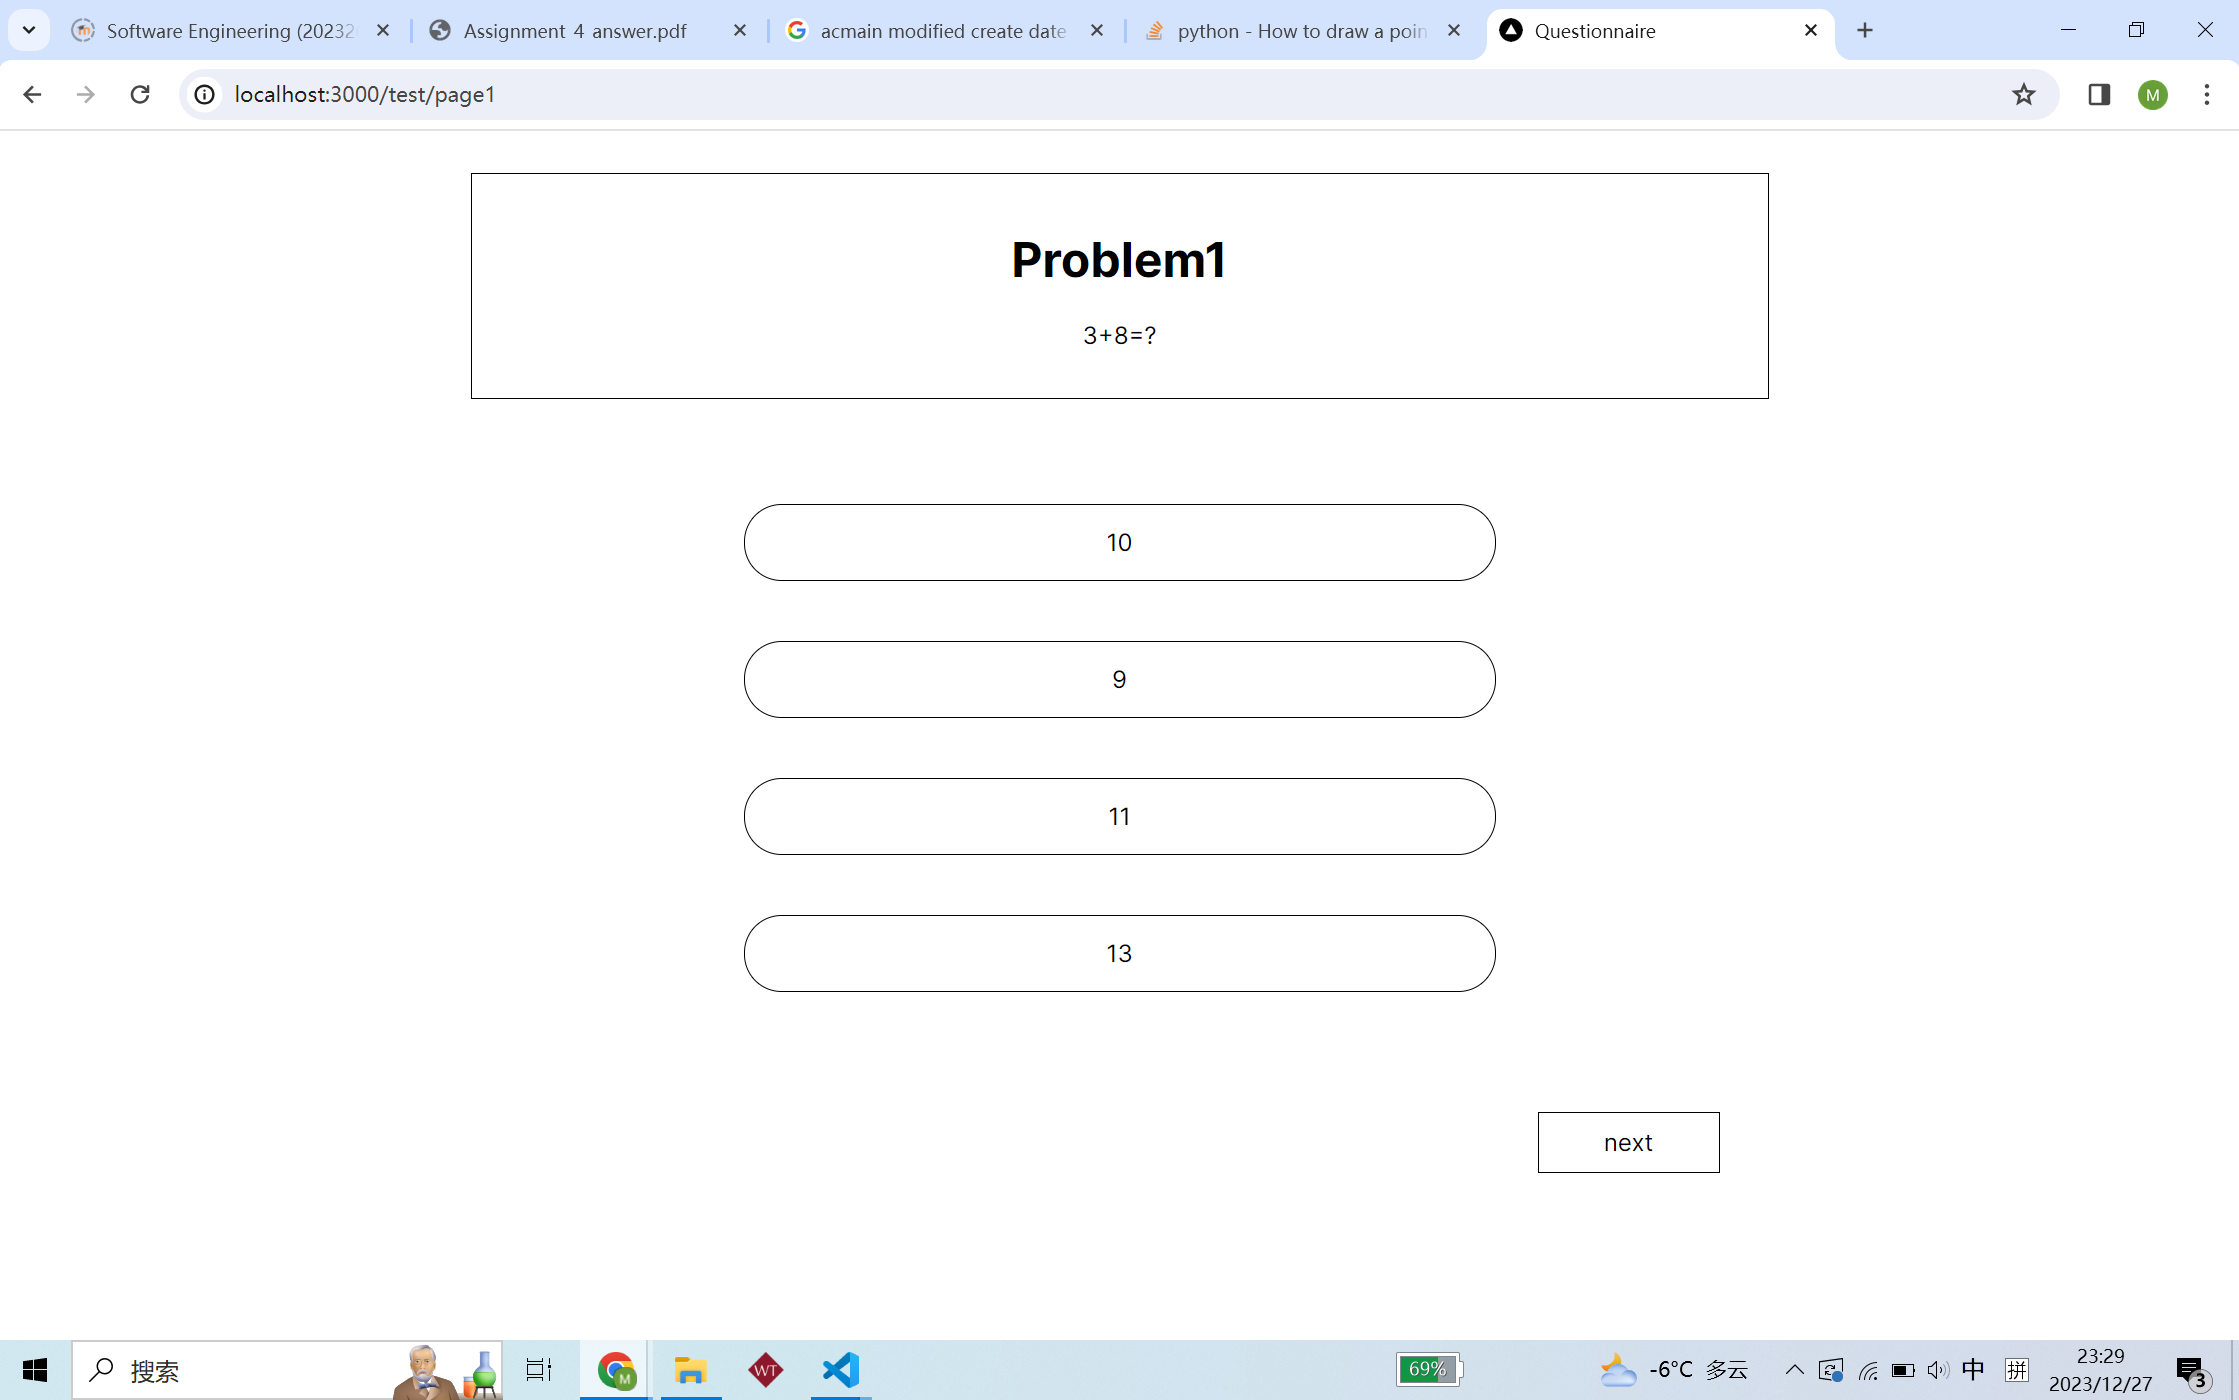 Software Engineering (20232
Assignment 4 answer.pdf
acmain modified create date
python - How to draw a poin
Questionnaire
localhost:3000/test/page1
M
Problem1
3+8=?
10
9
11
13
next
搜索
M
WT
69%
-6°C 多云
中
拼
23:29
2023/12/27
3